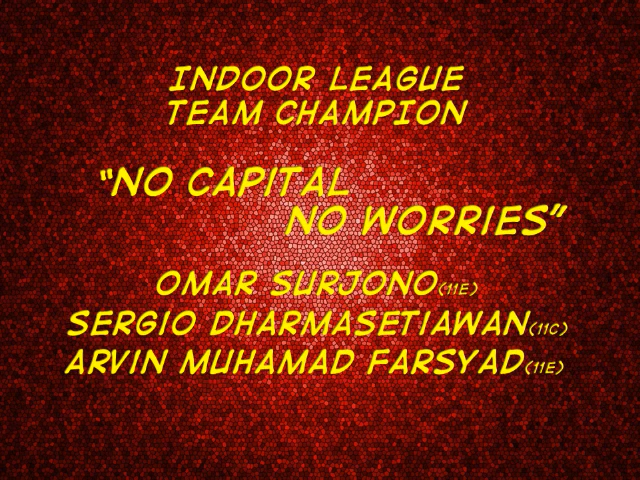 INDOOR LEAGUE
TEAM CHAMPION
"NO CAPITAL
NO WORRIES"
OMAR SURJONO(11E)
SERGIO DHARMASETIAWAN(11C)
ARVIN MUHAMAD FARSYAD(11E)